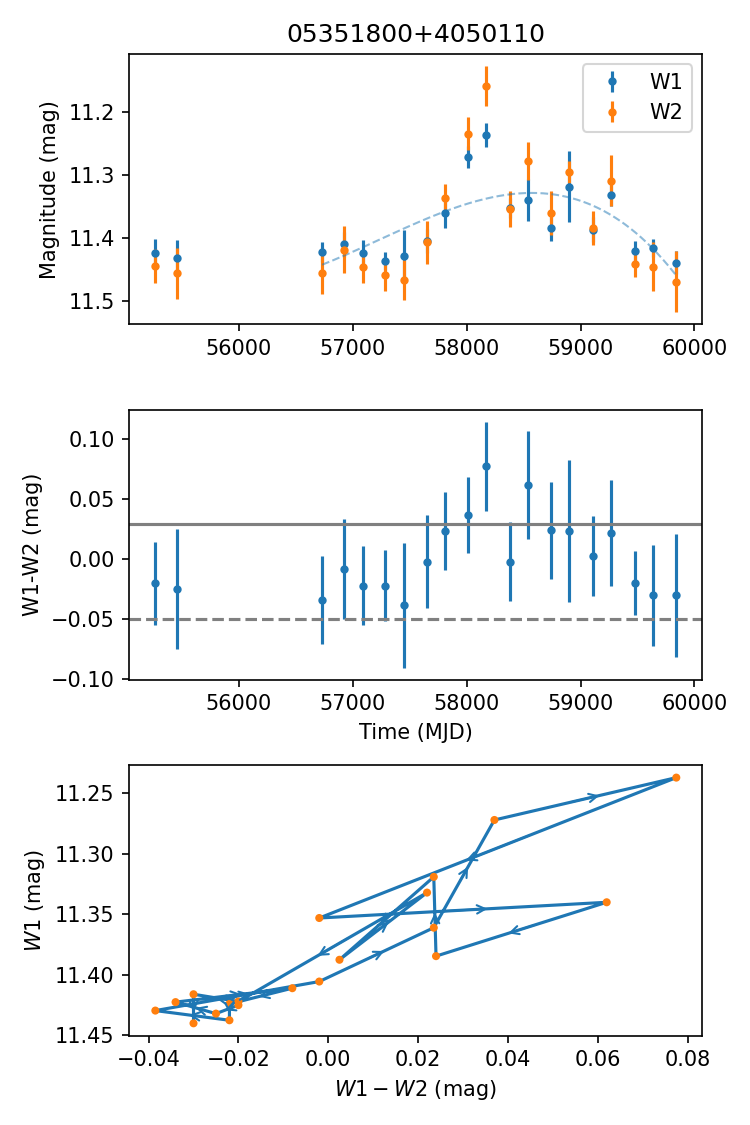 05351800+4050110
W1
W2
Magnitude (mag)
11.2
11.3
11.4
11.5
56000 57000 58000 59000 60000
W1-W2 (mag)
0.10
0.05
0.00
−0.05
−0.10
56000 57000 58000 59000 60000
Time (MJD)
W1 (mag)
11.25
11.30
11.35
11.40
11.45
−0.04 −0.02 0.00 0.02 0.04 0.06 0.08
W1 − W2 (mag)